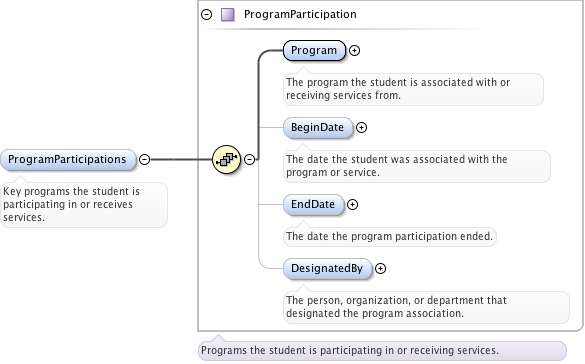 ProgramParticipation
Program
The program the student is associated with or
receiving services from.
BeginDate
The date the student was associated with the
program or service.
ProgramParticipations
Key programs the student is
participating in or receives
services.
EndDate
The date the program participation ended.
DesignatedBy
The person, organization, or department that
designated the program association.
Programs the student is participating in or receiving services.